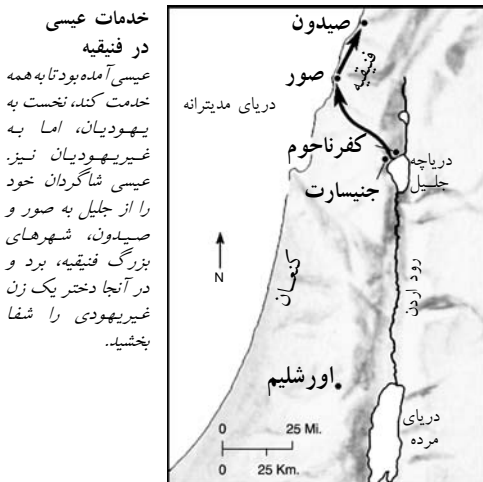 خدمات عیسی
در فنیقیه
عیسی آمده بود تا به همه
خدمت کند، نخست به
یهودیان، اما به
غیریهودیان نیز.
عیسی شاگردان خود
را از جلیل به صور و
صیدون، شهرهای
بزرگ فنیقیه، برد و
در آنجا دختر یک زن
غیریهودی را شفا
بخشید.
صیدون
فنیقیه
صور
دریای مدیترانه
کفرناحوم
دریاچه
جلیل
جنیسارت
N
کنعان
رود اردن
اورشلیم
دریای
مرده
0 25 Mi.
0 25 Km.